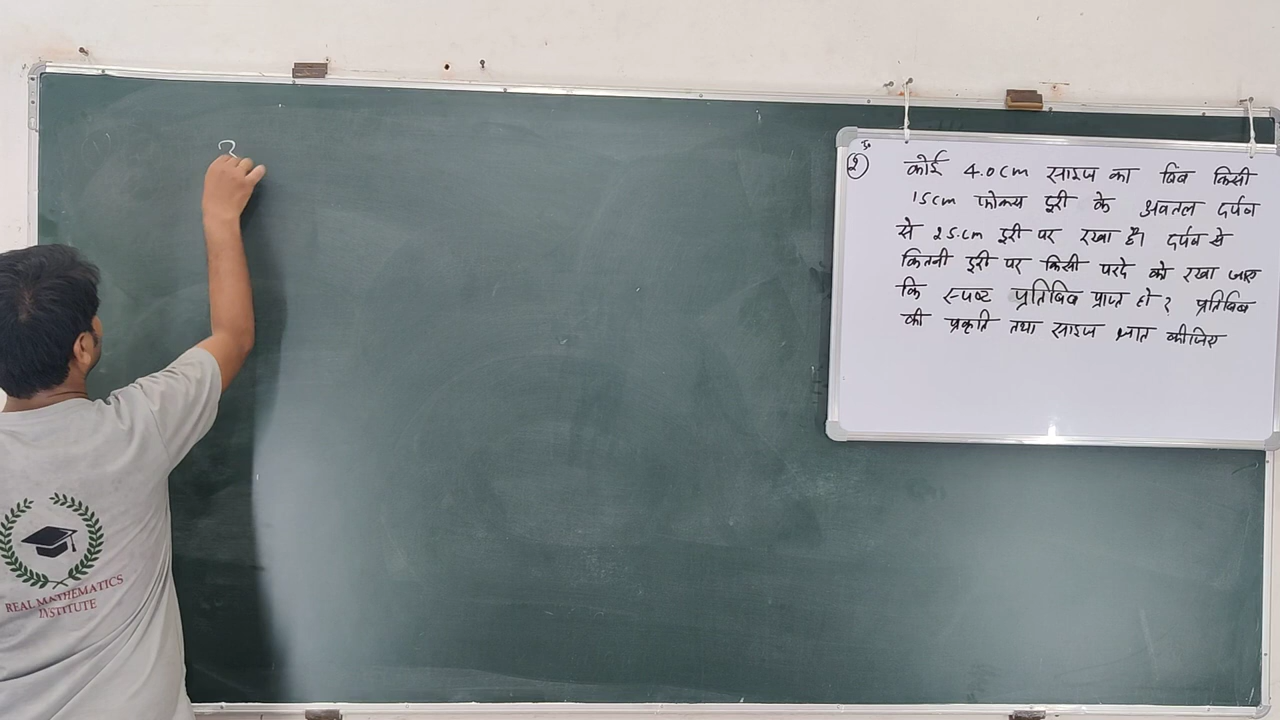 कोई 4.0cm साइज का बिंब किसी
15cm फोकस दूरी के अवतल दर्पण
से 25cm दूरी पर रखा है। दर्पण से
कितनी दूरी पर किसी परदे को रखा जाए
कि स्पष्ट प्रतिबिंब प्राप्त हो ? प्रतिबिंब
की प्रकृति तथा साइज ज्ञात कीजिए
REAL MATHEMATICS
INSTITUTE